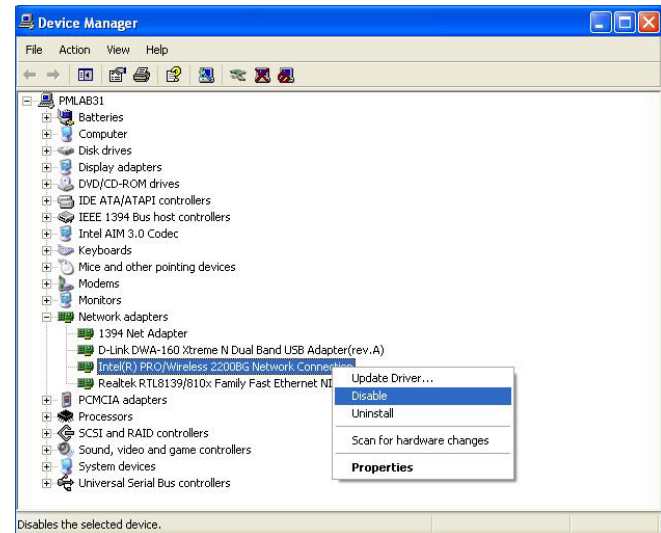 Device Manager
File Action View Help
PMLAB31
Batteries
Computer
Disk drives
Display adapters
DVD/CD-ROM drives
IDE ATA/ATAPI controllers
IEEE 1394 Bus host controllers
Intel AIM 3.0 Codec
Keyboards
Mice and other pointing devices
Modems
Monitors
Network adapters
1394 Net Adapter
D-Link DWA-160 Xtreme N Dual Band USB Adapter(rev.A)
Intel(R) PRO/Wireless 2200BG Network Connection
Realtek RTL8139/810x Family Fast Ethernet NI
PCMCIA adapters
Processors
SCSI and RAID controllers
Sound, video and game controllers
System devices
Universal Serial Bus controllers
Update Driver...
Disable
Uninstall
Scan for hardware changes
Properties
Disables the selected device.